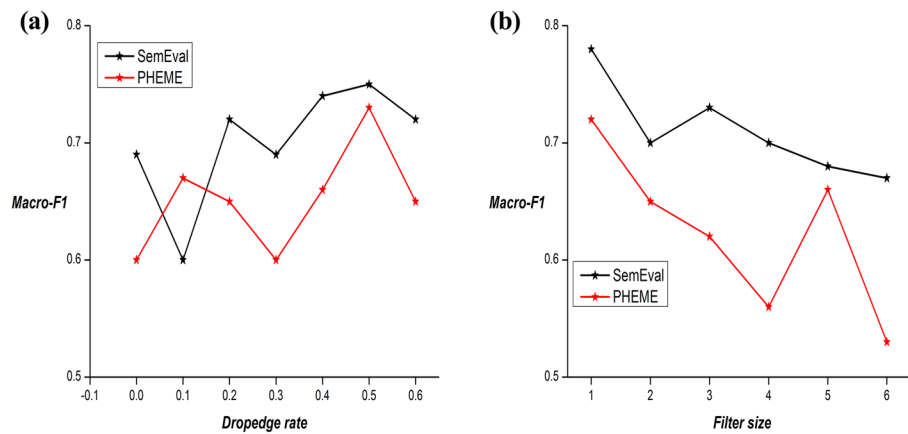 (a)
0.8
0.7
0.6
0.5
Macro-F1
SemEval
PHEME
-0.1 0.0 0.1 0.2 0.3 0.4 0.5 0.6
Dropedge rate
(b)
0.8
0.7
0.6
0.5
Macro-F1
SemEval
PHEME
1 2 3 4 5 6
Filter size